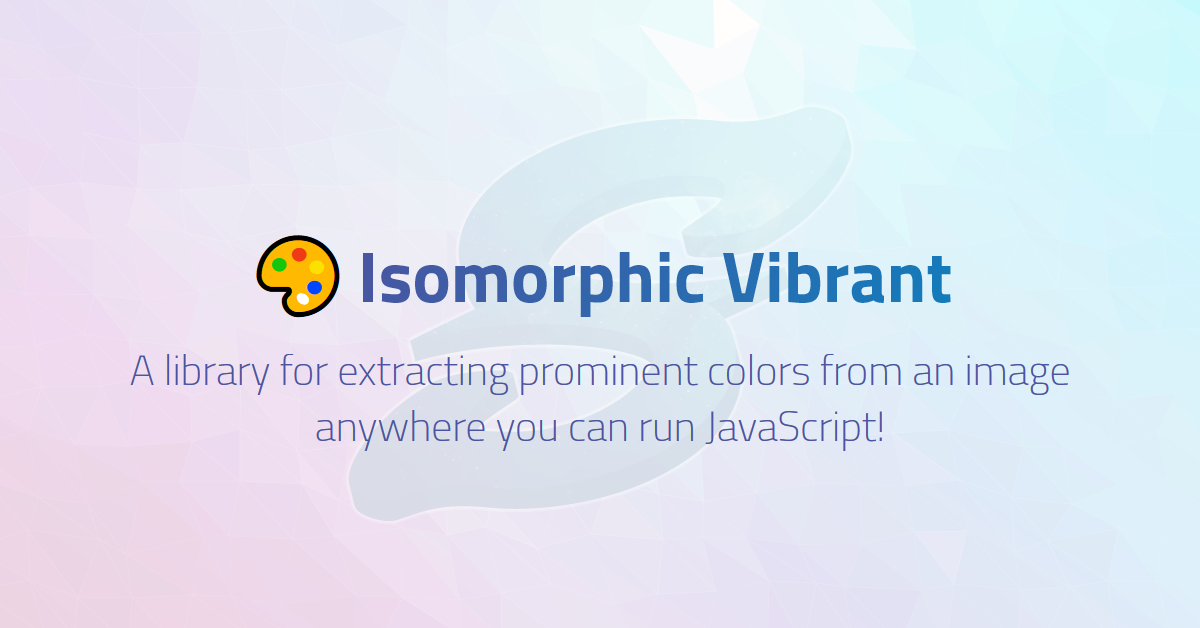 Isomorphic Vibrant
A library for extracting prominent colors from an image
anywhere you can run JavaScript!